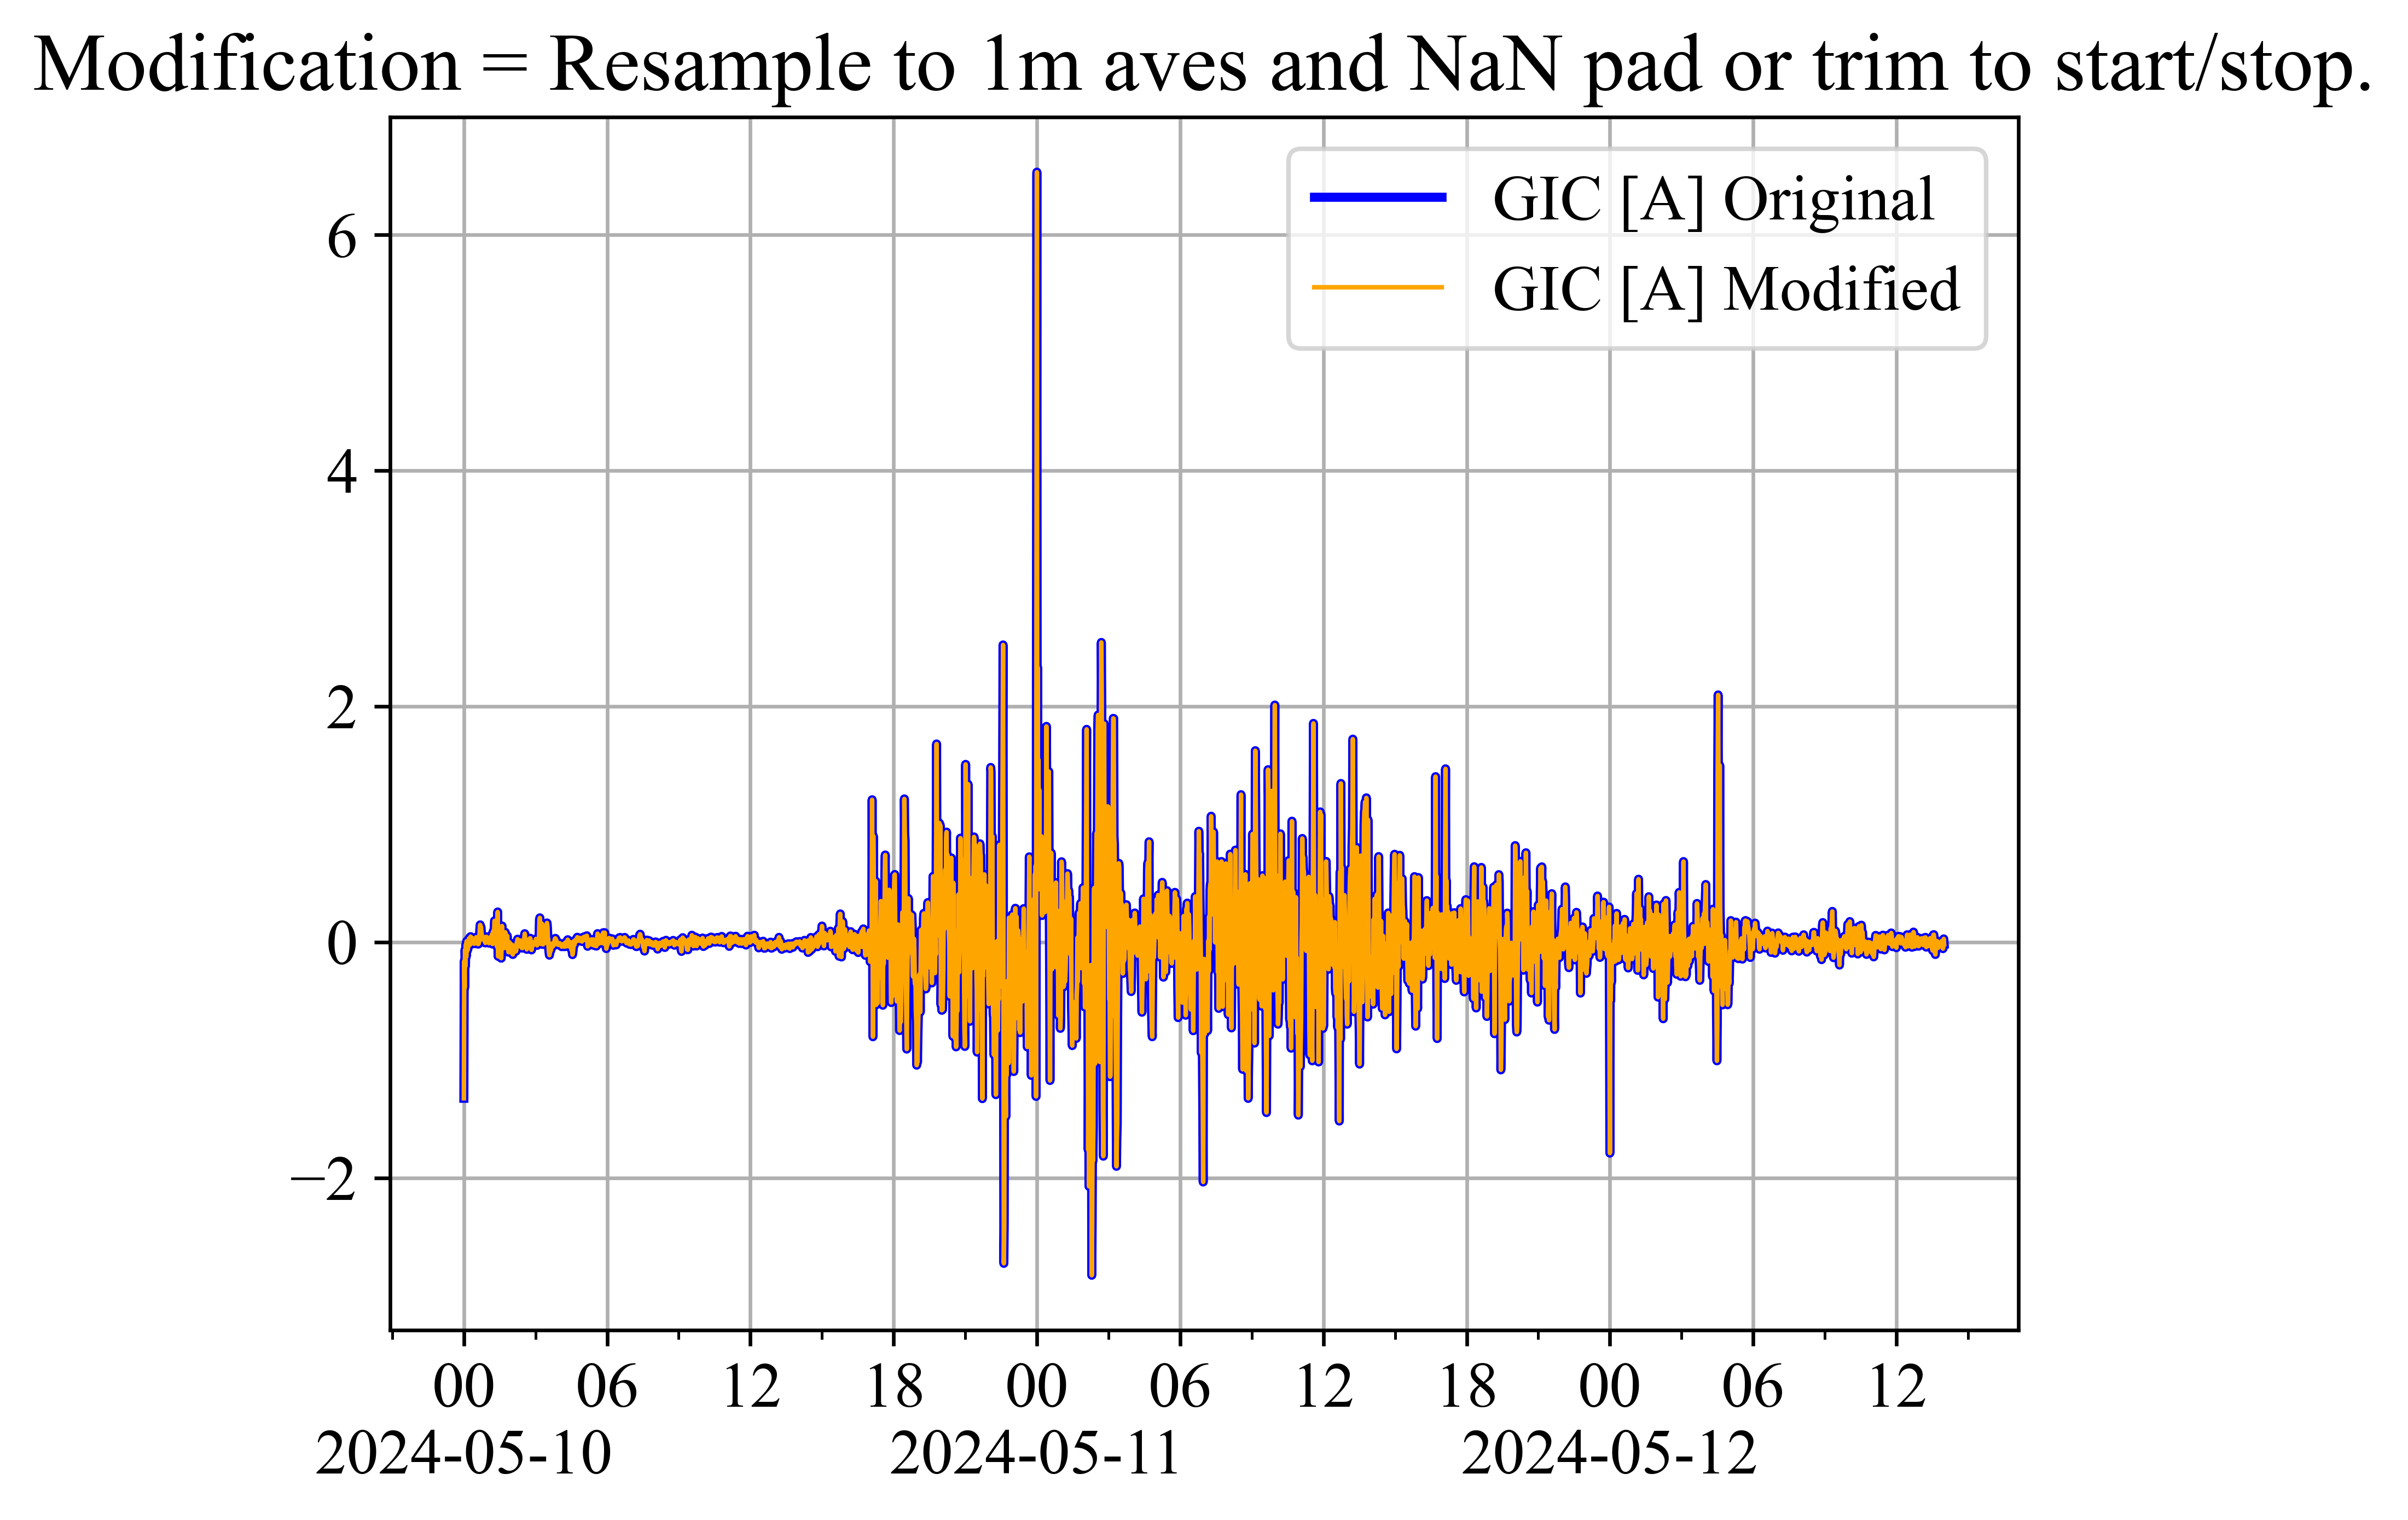 Modification = Resample to 1m aves and NaN pad or trim to start/stop.
GIC [A] Original
GIC [A] Modified
6
4
2
0
−2
00 06 12 18 00 06 12 18 00 06 12
2024-05-10 2024-05-11 2024-05-12